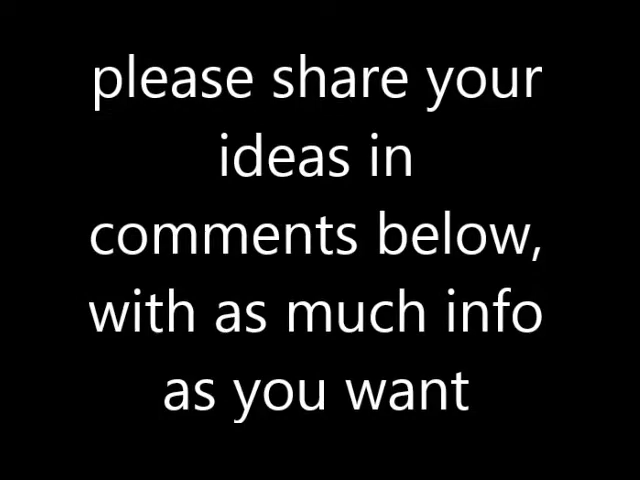 please share your
ideas in
comments below,
with as much info
as you want